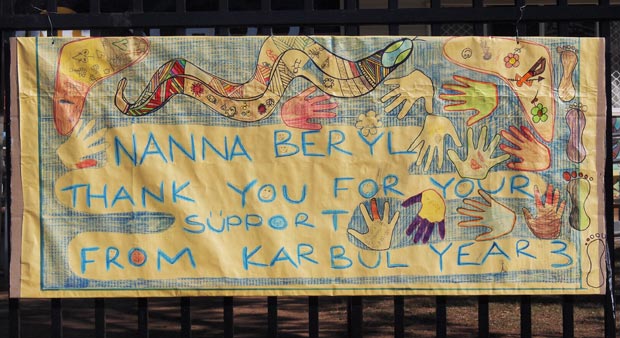 NANNA BERYL
THANK YOU FOR YOUR
SUPPORT
FROM KARBUL YEAR 3